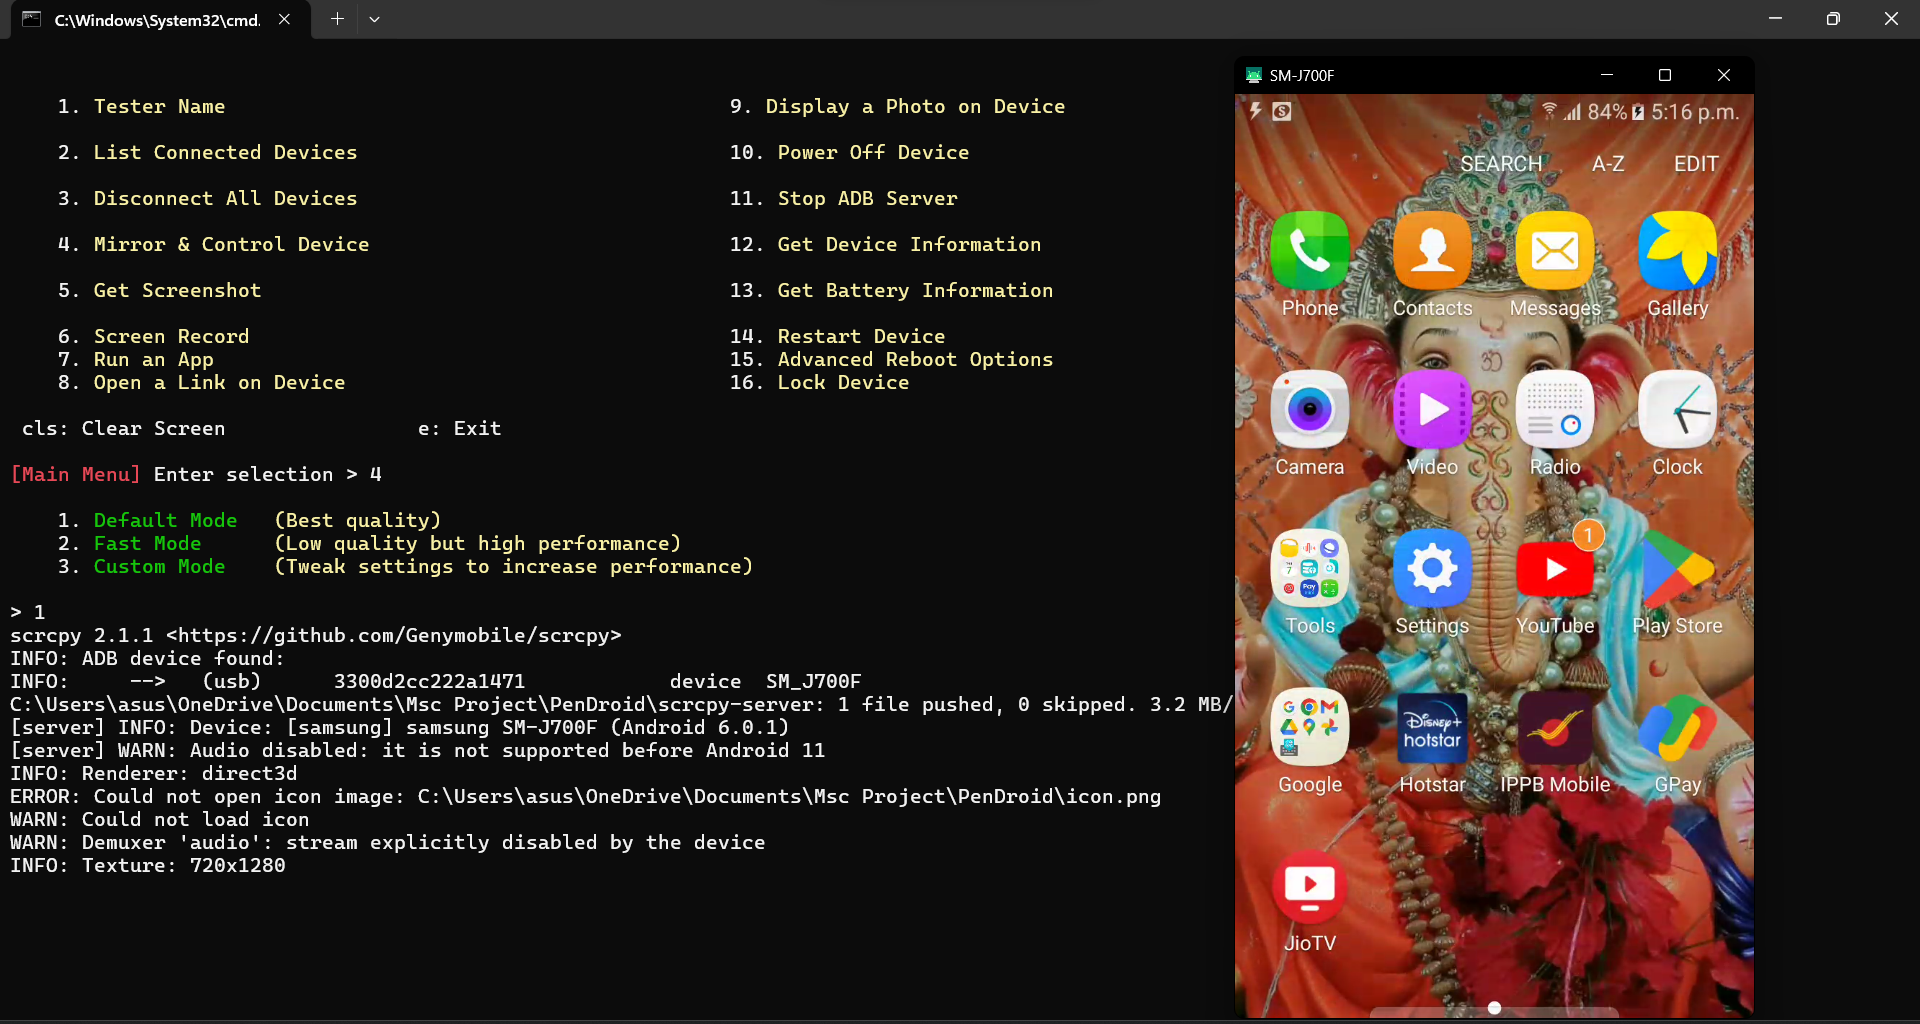 C:\Windows\System32\cmd.
1. Tester Name
2. List Connected Devices
3. Disconnect All Devices
4. Mirror & Control Device
5. Get Screenshot
6. Screen Record
7. Run an App
8. Open a Link on Device
9. Display a Photo on Device
10. Power Off Device
11. Stop ADB Server
12. Get Device Information
13. Get Battery Information
14. Restart Device
15. Advanced Reboot Options
16. Lock Device
cls: Clear Screen e: Exit
[Main Menu] Enter selection > 4
1. Default Mode (Best quality)
2. Fast Mode (Low quality but high performance)
3. Custom Mode (Tweak settings to increase performance)
> 1
scrcpy 2.1.1 <https://github.com/Genymobile/scrcpy>
INFO: ADB device found:
INFO: --> (usb) 3300d2cc222a1471 device SM_J700F
C:\Users\asus\OneDrive\Documents\Msc Project\PenDroid\scrcpy-server: 1 file pushed, 0 skipped. 3.2 MB/
[server] INFO: Device: [samsung] samsung SM-J700F (Android 6.0.1)
[server] WARN: Audio disabled: it is not supported before Android 11
INFO: Renderer: direct3d
ERROR: Could not open icon image: C:\Users\asus\OneDrive\Documents\Msc Project\PenDroid\icon.png
WARN: Could not load icon
WARN: Demuxer 'audio': stream explicitly disabled by the device
INFO: Texture: 720x1280
SM-J700F
84% 5:16 p.m.
SEARCH A-Z EDIT
Phone Contacts Messages Gallery
Camera Video Radio Clock
1
Pay
Tools Settings YouTube Play Store
Disney+
hotstar
Google Hotstar IPPB Mobile GPay
JioTV